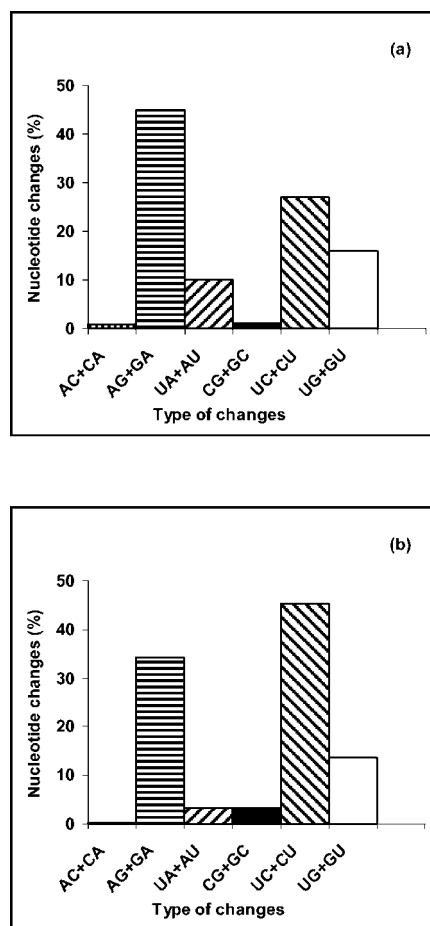 (a)
Nucleotide changes (%)
50
40
30
20
10
0
AC+CA
AG+GA
UA+AU
CG+GC
UC+CU
UG+GU
Type of changes
(b)
Nucleotide changes (%)
50
40
30
20
10
0
AC+CA
AG+GA
UA+AU
CG+GC
UC+CU
UG+GU
Type of changes